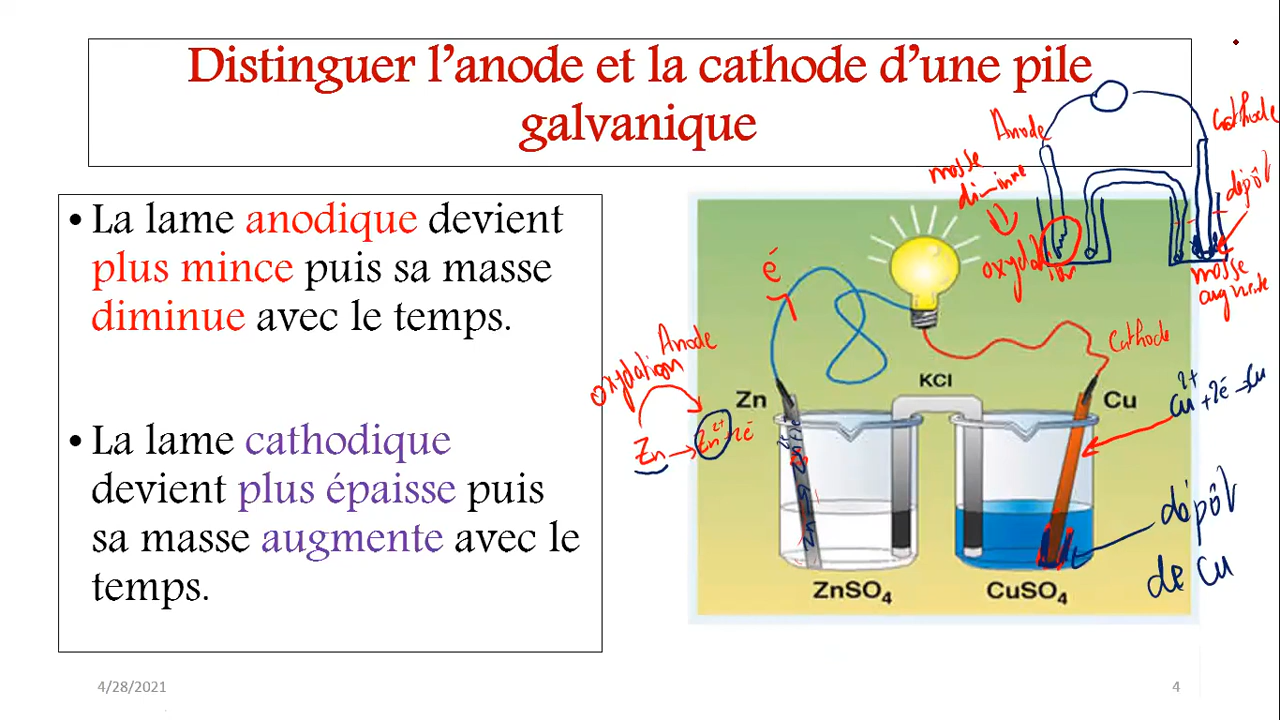 Distinguer l’anode et la cathode d’une pile
galvanique
• La lame anodique devient
plus mince puis sa masse
diminue avec le temps.
• La lame cathodique
devient plus épaisse puis
sa masse augmente avec le
temps.
Anode
Cathode
masse
diminue
dépôt
oxydation
masse
augmente
é
Anode
oxydation
Cathode
KCl
Zn
Cu
Cu²⁺ + 2é → Cu
Zn → Zn²⁺ + 2é
dépôt
de Cu
ZnSO₄
CuSO₄
4/28/2021
4